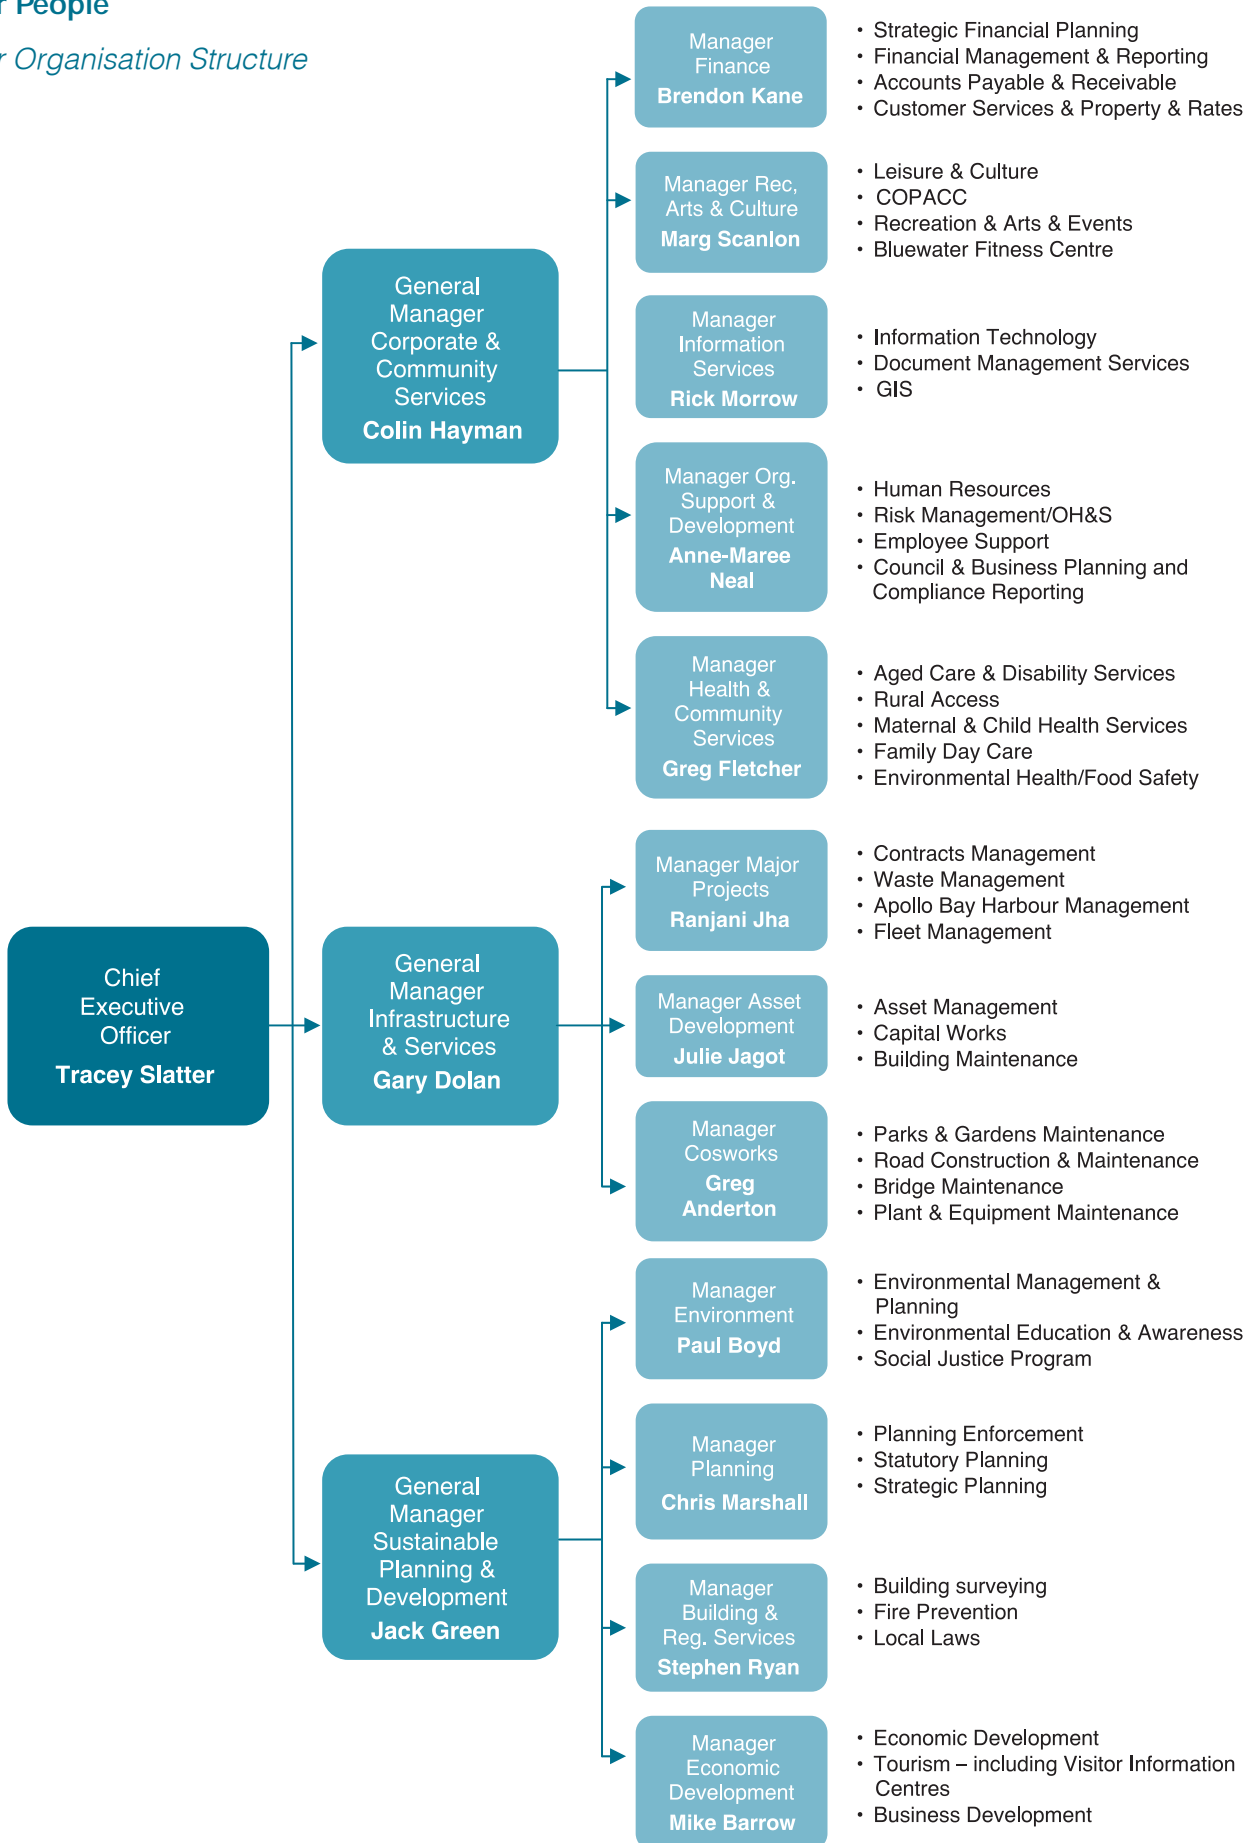 People
Organisation Structure
Manager
Finance
Brendon Kane
• Strategic Financial Planning
• Financial Management & Reporting
• Accounts Payable & Receivable
• Customer Services & Property & Rates
Manager Rec,
Arts & Culture
Marg Scanlon
• Leisure & Culture
• COPACC
• Recreation & Arts & Events
• Bluewater Fitness Centre
General
Manager
Corporate &
Community
Services
Colin Hayman
Manager
Information
Services
Rick Morrow
• Information Technology
• Document Management Services
• GIS
Manager Org.
Support &
Development
Anne-Maree
Neal
• Human Resources
• Risk Management/OH&S
• Employee Support
• Council & Business Planning and
Compliance Reporting
Manager
Health &
Community
Services
Greg Fletcher
• Aged Care & Disability Services
• Rural Access
• Maternal & Child Health Services
• Family Day Care
• Environmental Health/Food Safety
Chief
Executive
Officer
Tracey Slatter
General
Manager
Infrastructure
& Services
Gary Dolan
Manager Major
Projects
Ranjani Jha
• Contracts Management
• Waste Management
• Apollo Bay Harbour Management
• Fleet Management
Manager Asset
Development
Julie Jagot
• Asset Management
• Capital Works
• Building Maintenance
Manager
Cosworks
Greg
Anderton
• Parks & Gardens Maintenance
• Road Construction & Maintenance
• Bridge Maintenance
• Plant & Equipment Maintenance
General
Manager
Sustainable
Planning &
Development
Jack Green
Manager
Environment
Paul Boyd
• Environmental Management &
Planning
• Environmental Education & Awareness
• Social Justice Program
Manager
Planning
Chris Marshall
• Planning Enforcement
• Statutory Planning
• Strategic Planning
Manager
Building &
Reg. Services
Stephen Ryan
• Building surveying
• Fire Prevention
• Local Laws
Manager
Economic
Development
Mike Barrow
• Economic Development
• Tourism – including Visitor Information
Centres
• Business Development